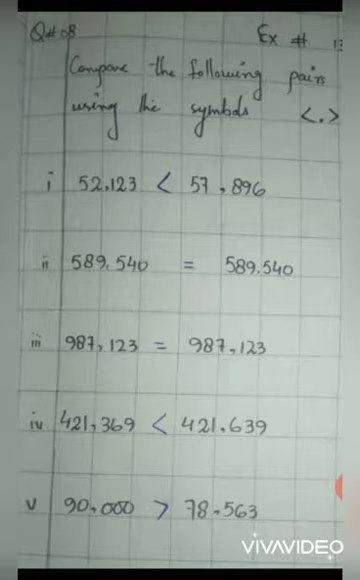 Q# 08 Ex # 13
Compare the following pairs
using the symbols <.>
i 52,123 < 57,896
ii 589.540 = 589.540
iii 987,123 = 987,123
iv 421,369 < 421,639
v 90,000 > 78.563
VIVAVIDEO